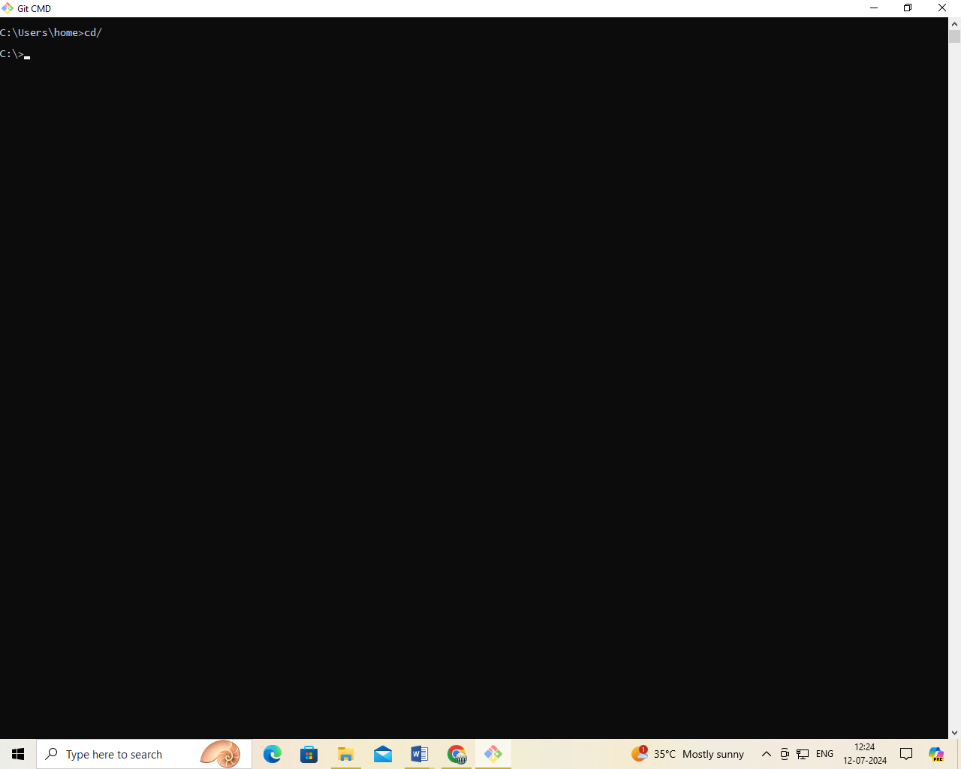 Git CMD
C:\Users\home>cd/
C:\>
Type here to search
35°C Mostly sunny
ENG
12:24
12-07-2024